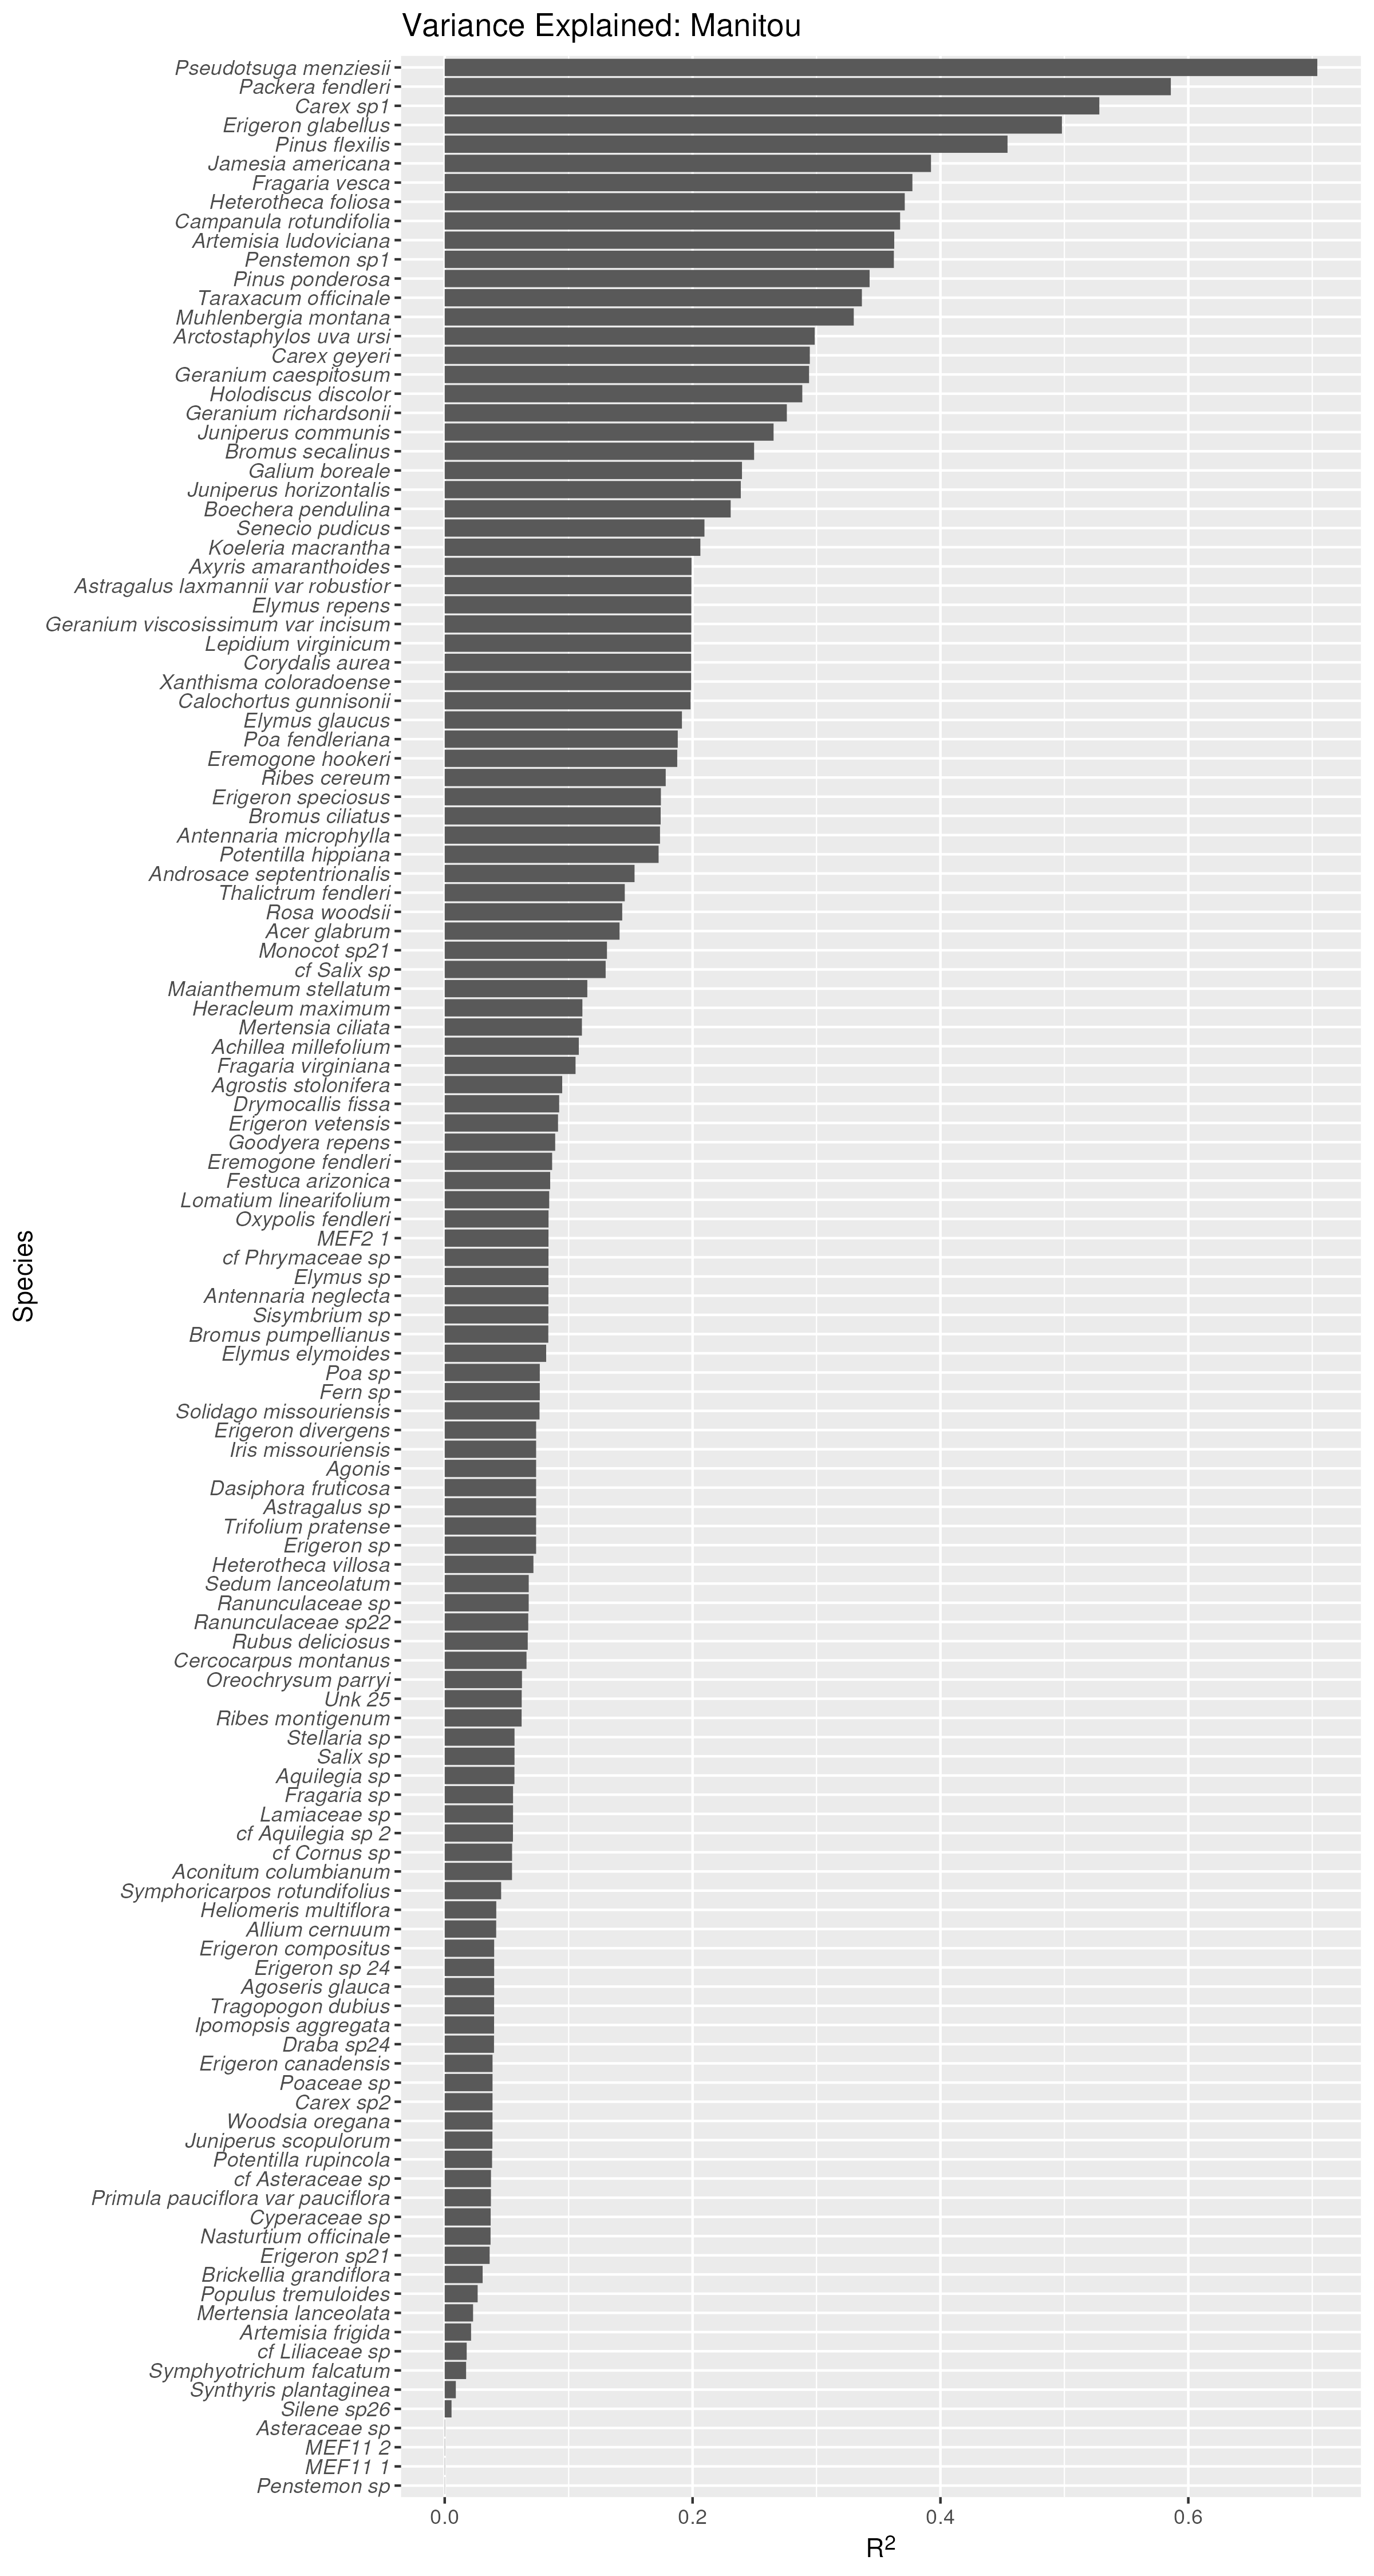 Variance Explained: Manitou
Pseudotsuga menziesii
Packera fendleri
Carex sp1
Erigeron glabellus
Pinus flexilis
Jamesia americana
Fragaria vesca
Heterotheca foliosa
Campanula rotundifolia
Artemisia ludoviciana
Penstemon sp1
Pinus ponderosa
Taraxacum officinale
Muhlenbergia montana
Arctostaphylos uva ursi
Carex geyeri
Geranium caespitosum
Holodiscus discolor
Geranium richardsonii
Juniperus communis
Bromus secalinus
Galium boreale
Juniperus horizontalis
Boechera pendulina
Senecio pudicus
Koeleria macrantha
Axyris amaranthoides
Astragalus laxmannii var robustior
Elymus repens
Geranium viscosissimum var incisum
Lepidium virginicum
Corydalis aurea
Xanthisma coloradoense
Calochortus gunnisonii
Elymus glaucus
Poa fendleriana
Eremogone hookeri
Ribes cereum
Erigeron speciosus
Bromus ciliatus
Antennaria microphylla
Potentilla hippiana
Androsace septentrionalis
Thalictrum fendleri
Rosa woodsii
Acer glabrum
Monocot sp21
cf Salix sp
Maianthemum stellatum
Heracleum maximum
Mertensia ciliata
Achillea millefolium
Fragaria virginiana
Agrostis stolonifera
Drymocallis fissa
Erigeron vetensis
Goodyera repens
Eremogone fendleri
Festuca arizonica
Lomatium linearifolium
Oxypolis fendleri
MEF2 1
cf Phrymaceae sp
Elymus sp
Antennaria neglecta
Sisymbrium sp
Bromus pumpellianus
Elymus elymoides
Poa sp
Fern sp
Solidago missouriensis
Erigeron divergens
Iris missouriensis
Agonis
Dasiphora fruticosa
Astragalus sp
Trifolium pratense
Erigeron sp
Heterotheca villosa
Sedum lanceolatum
Ranunculaceae sp
Ranunculaceae sp22
Rubus deliciosus
Cercocarpus montanus
Oreochrysum parryi
Unk 25
Ribes montigenum
Stellaria sp
Salix sp
Aquilegia sp
Fragaria sp
Lamiaceae sp
cf Aquilegia sp 2
cf Cornus sp
Aconitum columbianum
Symphoricarpos rotundifolius
Heliomeris multiflora
Allium cernuum
Erigeron compositus
Erigeron sp 24
Agoseris glauca
Tragopogon dubius
Ipomopsis aggregata
Draba sp24
Erigeron canadensis
Poaceae sp
Carex sp2
Woodsia oregana
Juniperus scopulorum
Potentilla rupincola
cf Asteraceae sp
Primula pauciflora var pauciflora
Cyperaceae sp
Nasturtium officinale
Erigeron sp21
Brickellia grandiflora
Populus tremuloides
Mertensia lanceolata
Artemisia frigida
cf Liliaceae sp
Symphyotrichum falcatum
Synthyris plantaginea
Silene sp26
Asteraceae sp
MEF11 2
MEF11 1
Penstemon sp
Species
0.0 0.2 0.4 0.6
R²